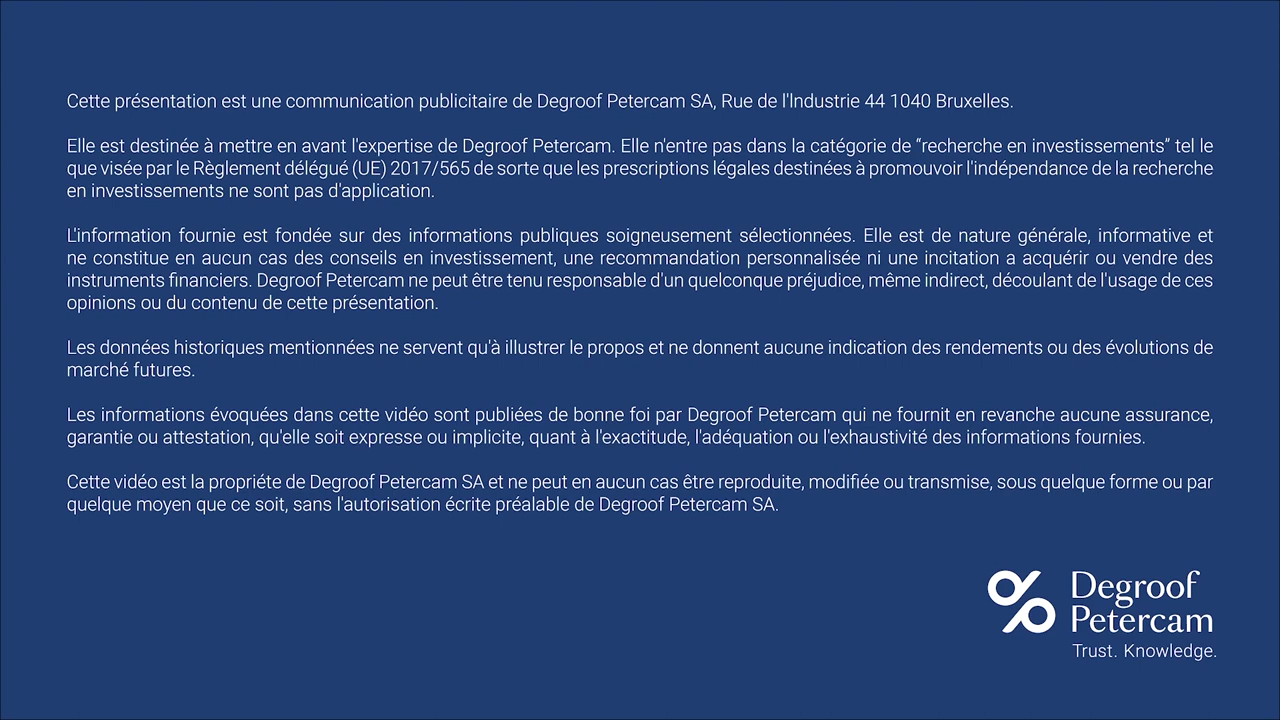 Cette présentation est une communication publicitaire de Degroof Petercam SA, Rue de l'Industrie 44 1040 Bruxelles.
Elle est destinée à mettre en avant l'expertise de Degroof Petercam. Elle n'entre pas dans la catégorie de “recherche en investissements” tel le
que visée par le Règlement délégué (UE) 2017/565 de sorte que les prescriptions légales destinées à promouvoir l'indépendance de la recherche
en investissements ne sont pas d'application.
L'information fournie est fondée sur des informations publiques soigneusement sélectionnées. Elle est de nature générale, informative et
ne constitue en aucun cas des conseils en investissement, une recommandation personnalisée ni une incitation a acquérir ou vendre des
instruments financiers. Degroof Petercam ne peut être tenu responsable d'un quelconque préjudice, même indirect, découlant de l'usage de ces
opinions ou du contenu de cette présentation.
Les données historiques mentionnées ne servent qu'à illustrer le propos et ne donnent aucune indication des rendements ou des évolutions de
marché futures.
Les informations évoquées dans cette vidéo sont publiées de bonne foi par Degroof Petercam qui ne fournit en revanche aucune assurance,
garantie ou attestation, qu'elle soit expresse ou implicite, quant à l'exactitude, l'adéquation ou l'exhaustivité des informations fournies.
Cette vidéo est la propriéte de Degroof Petercam SA et ne peut en aucun cas être reproduite, modifiée ou transmise, sous quelque forme ou par
quelque moyen que ce soit, sans l'autorisation écrite préalable de Degroof Petercam SA.
Degroof
Petercam
Trust. Knowledge.